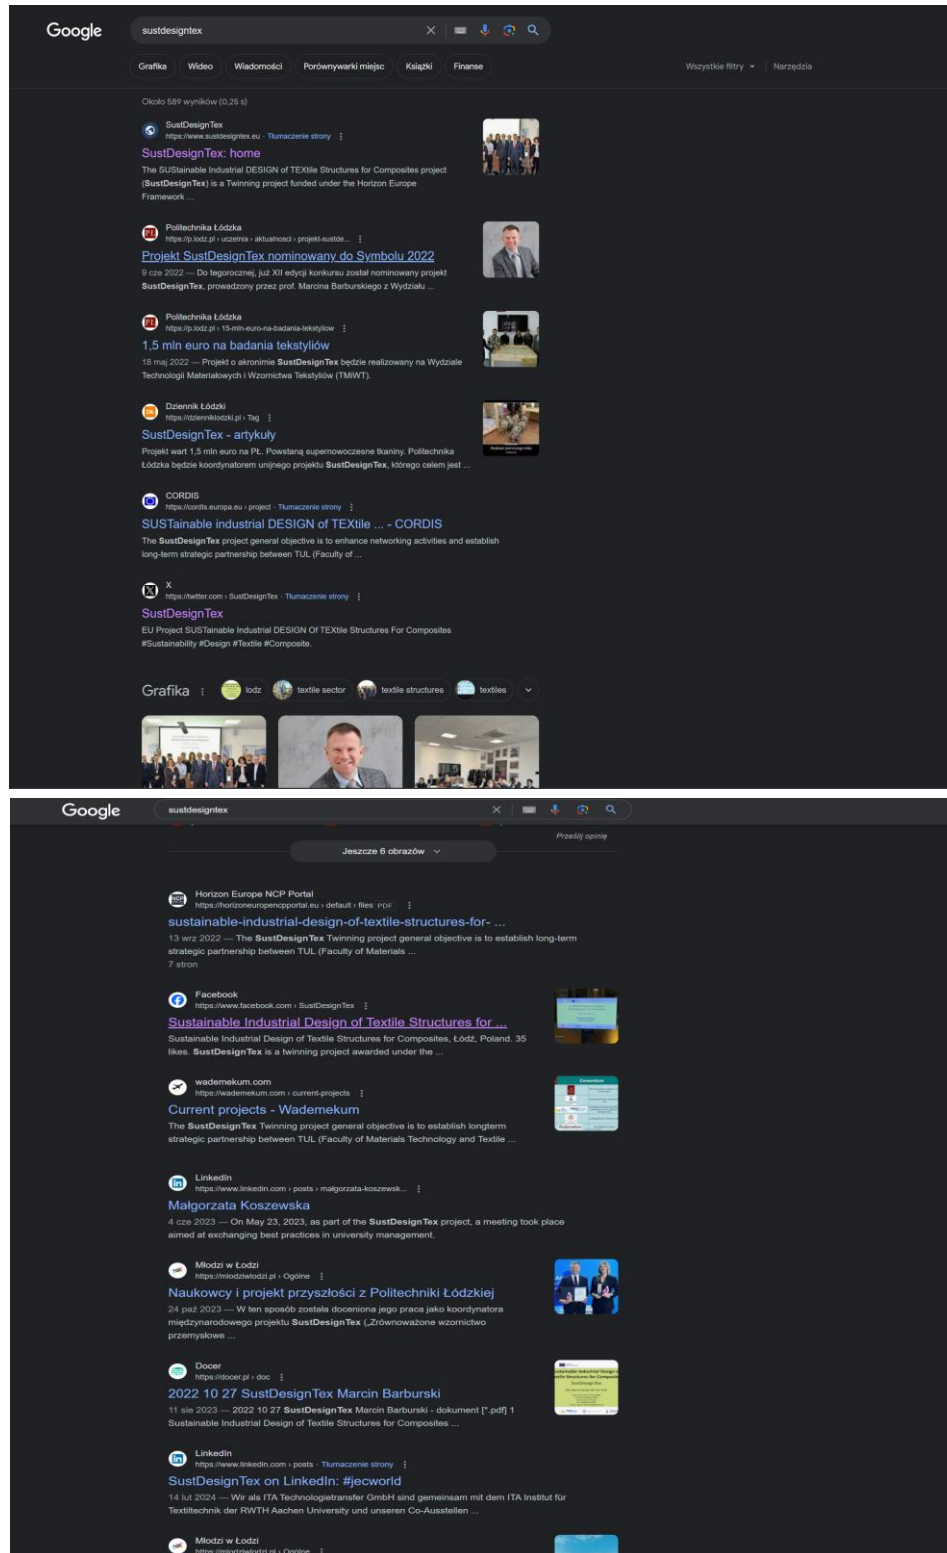 Google
sustdesigntex
Grafika Wideo Wiadomości Porównywarki miejsc Książki Finanse Wszystkie filtry Narzędzia
Około 589 wyników (0,25 s)
SustDesignTex
https://www.sustdesigntex.eu · Tłumaczenie strony
SustDesignTex: home
The SUStainable Industrial DESIGN of TEXtile Structures for Composites project
(SustDesignTex) is a Twinning project funded under the Horizon Europe
Framework ...
Politechnika Łódzka
https://p.lodz.pl › uczelnia › aktualnosci › projekt-sustde...
Projekt SustDesignTex nominowany do Symbolu 2022
9 cze 2022 — Do tegorocznej, już XII edycji konkursu został nominowany projekt
SustDesignTex, prowadzony przez prof. Marcina Barburskiego z Wydziału ...
Politechnika Łódzka
https://p.lodz.pl › 15-mln-euro-na-badania-tekstyliow
1,5 mln euro na badania tekstyliów
18 maj 2022 — Projekt o akronimie SustDesignTex będzie realizowany na Wydziale
Technologii Materiałowych i Wzornictwa Tekstyliów (TMiWT).
Dziennik Łódzki
https://dzienniklodzki.pl › Tag
SustDesignTex - artykuły
Projekt wart 1,5 mln euro na PŁ. Powstaną supernowoczesne tkaniny. Politechnika
Łódzka będzie koordynatorem unijnego projektu SustDesignTex, którego celem jest ...
CORDIS
https://cordis.europa.eu › project · Tłumaczenie strony
SUSTainable industrial DESIGN of TEXtile ... - CORDIS
The SustDesignTex project general objective is to enhance networking activities and establish
long-term strategic partnership between TUL (Faculty of ...
X
https://twitter.com › SustDesignTex · Tłumaczenie strony
SustDesignTex
EU Project SUSTainable Industrial DESIGN Of TEXtile Structures For Composites
#Sustainability #Design #Textile #Composite.
Grafika lodz textile sector textile structures textiles
Google
sustdesigntex
Prześlij opinię
Jeszcze 6 obrazów
Horizon Europe NCP Portal
https://horizoneuropencpportal.eu › default › files PDF
sustainable-industrial-design-of-textile-structures-for- ...
13 wrz 2022 — The SustDesignTex Twinning project general objective is to establish long-term
strategic partnership between TUL (Faculty of Materials ...
7 stron
Facebook
https://www.facebook.com › SustDesignTex
Sustainable Industrial Design of Textile Structures for ...
Sustainable Industrial Design of Textile Structures for Composites, Łódź, Poland. 35
likes. SustDesignTex is a twinning project awarded under the ...
wademekum.com
https://wademekum.com › current-projects
Current projects - Wademekum
The SustDesignTex Twinning project general objective is to establish longterm
strategic partnership between TUL (Faculty of Materials Technology and Textile ...
LinkedIn
https://www.linkedin.com › posts › małgorzata-koszewsk...
Małgorzata Koszewska
4 cze 2023 — On May 23, 2023, as part of the SustDesignTex project, a meeting took place
aimed at exchanging best practices in university management.
Młodzi w Łodzi
https://mlodziwlodzi.pl › Ogólne
Naukowcy i projekt przyszłości z Politechniki Łódzkiej
24 paź 2023 — W ten sposób została doceniona jego praca jako koordynatora
międzynarodowego projektu SustDesignTex („Zrównoważone wzornictwo
przemysłowe ...
Docer
https://docer.pl › doc
2022 10 27 SustDesignTex Marcin Barburski
11 sie 2023 — 2022 10 27 SustDesignTex Marcin Barburski - dokument [*.pdf] 1
Sustainable Industrial Design of Textile Structures for Composites ...
LinkedIn
https://www.linkedin.com › posts · Tłumaczenie strony
SustDesignTex on LinkedIn: #jecworld
14 lut 2024 — Wir als ITA Technologietransfer GmbH sind gemeinsam mit dem ITA Institut für
Textiltechnik der RWTH Aachen University und unseren Co-Ausstellen ...
Młodzi w Łodzi
https://mlodziwlodzi.pl › Ogólne